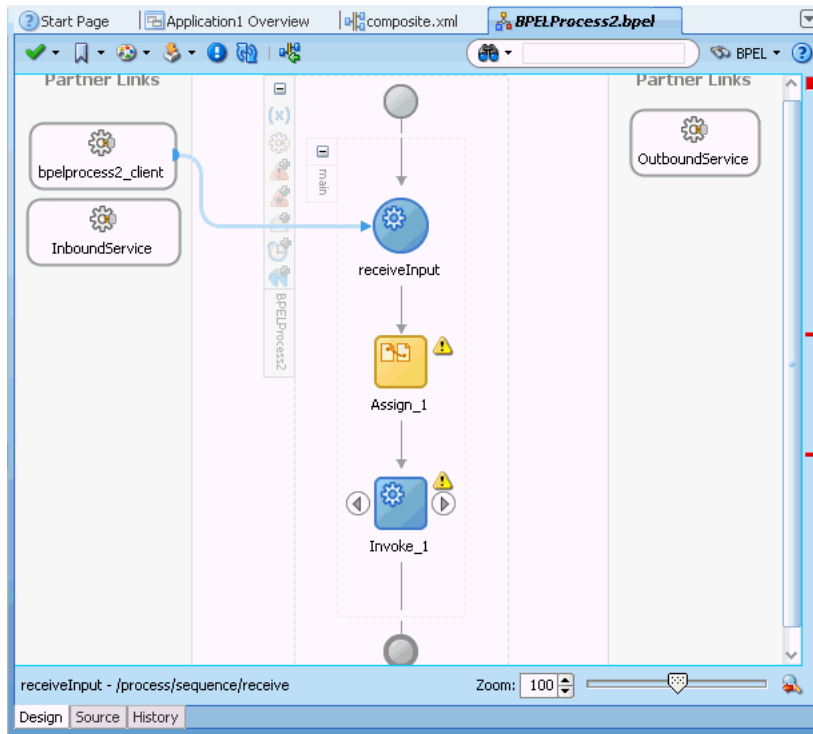 Start Page
Application1 Overview
composite.xml
BPELProcess2.bpel
BPEL
Partner Links
Partner Links
bpelprocess2_client
InboundService
OutboundService
(x)
main
BPELProcess2
receiveInput
Assign_1
Invoke_1
receiveInput - /process/sequence/receive
Zoom: 100
Design Source History